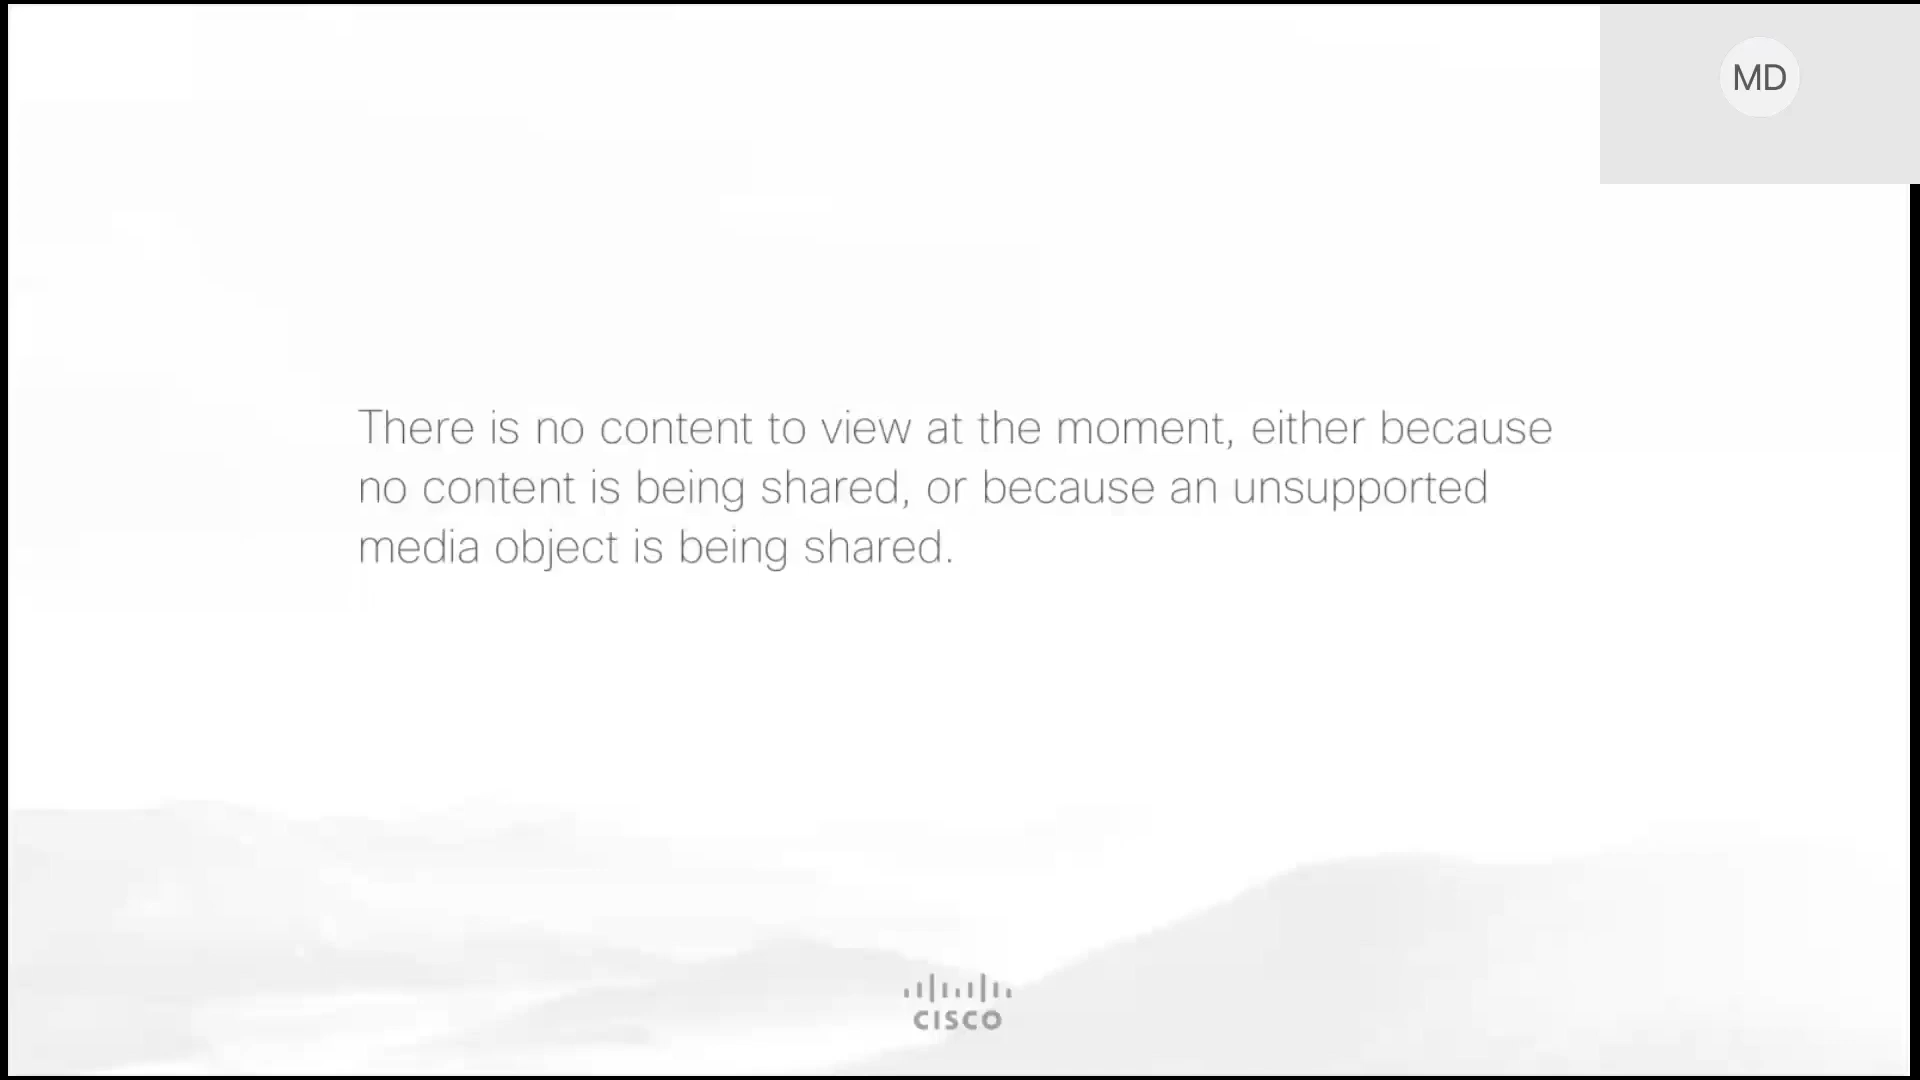 MD
There is no content to view at the moment, either because
no content is being shared, or because an unsupported
media object is being shared.
CISCO